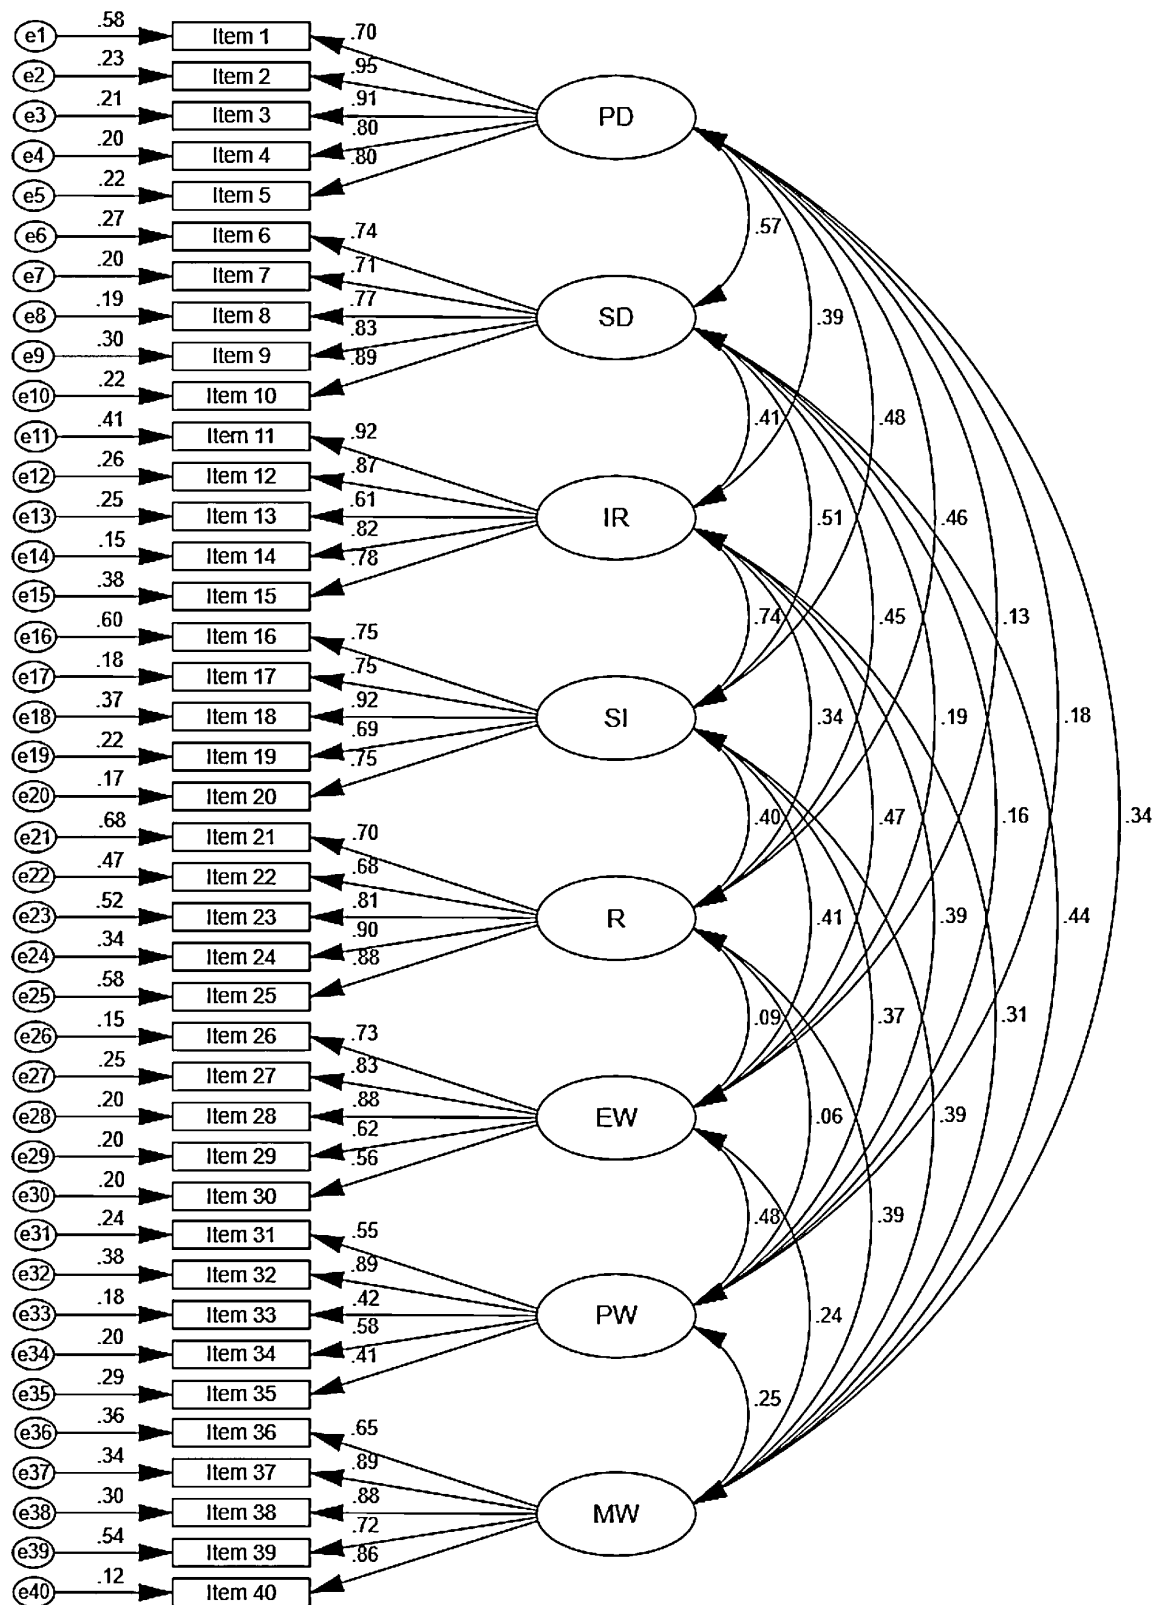 e1 .58 Item 1 .70
e2 .23 Item 2 .95
e3 .21 Item 3 .91
e4 .20 Item 4 .80
e5 .22 Item 5 .80
PD
e6 .27 Item 6 .74
e7 .20 Item 7 .71
e8 .19 Item 8 .77
e9 .30 Item 9 .83
e10 .22 Item 10 .89
SD
e11 .41 Item 11 .92
e12 .26 Item 12 .87
e13 .25 Item 13 .61
e14 .15 Item 14 .82
e15 .38 Item 15 .78
IR
e16 .60 Item 16 .75
e17 .18 Item 17 .75
e18 .37 Item 18 .92
e19 .22 Item 19 .69
e20 .17 Item 20 .75
SI
e21 .68 Item 21 .70
e22 .47 Item 22 .68
e23 .52 Item 23 .81
e24 .34 Item 24 .90
e25 .58 Item 25 .88
R
e26 .15 Item 26 .73
e27 .25 Item 27 .83
e28 .20 Item 28 .88
e29 .20 Item 29 .62
e30 .20 Item 30 .56
EW
e31 .24 Item 31 .55
e32 .38 Item 32 .89
e33 .18 Item 33 .42
e34 .20 Item 34 .58
e35 .29 Item 35 .41
PW
e36 .36 Item 36 .65
e37 .34 Item 37 .89
e38 .30 Item 38 .88
e39 .54 Item 39 .72
e40 .12 Item 40 .86
MW
.57
.39
.41 .48
.51 .46
.74 .45 .13
.34 .19 .18
.40 .47 .16 .34
.41 .39 .44
.09 .37 .31
.06 .39
.48 .39
.24
.25